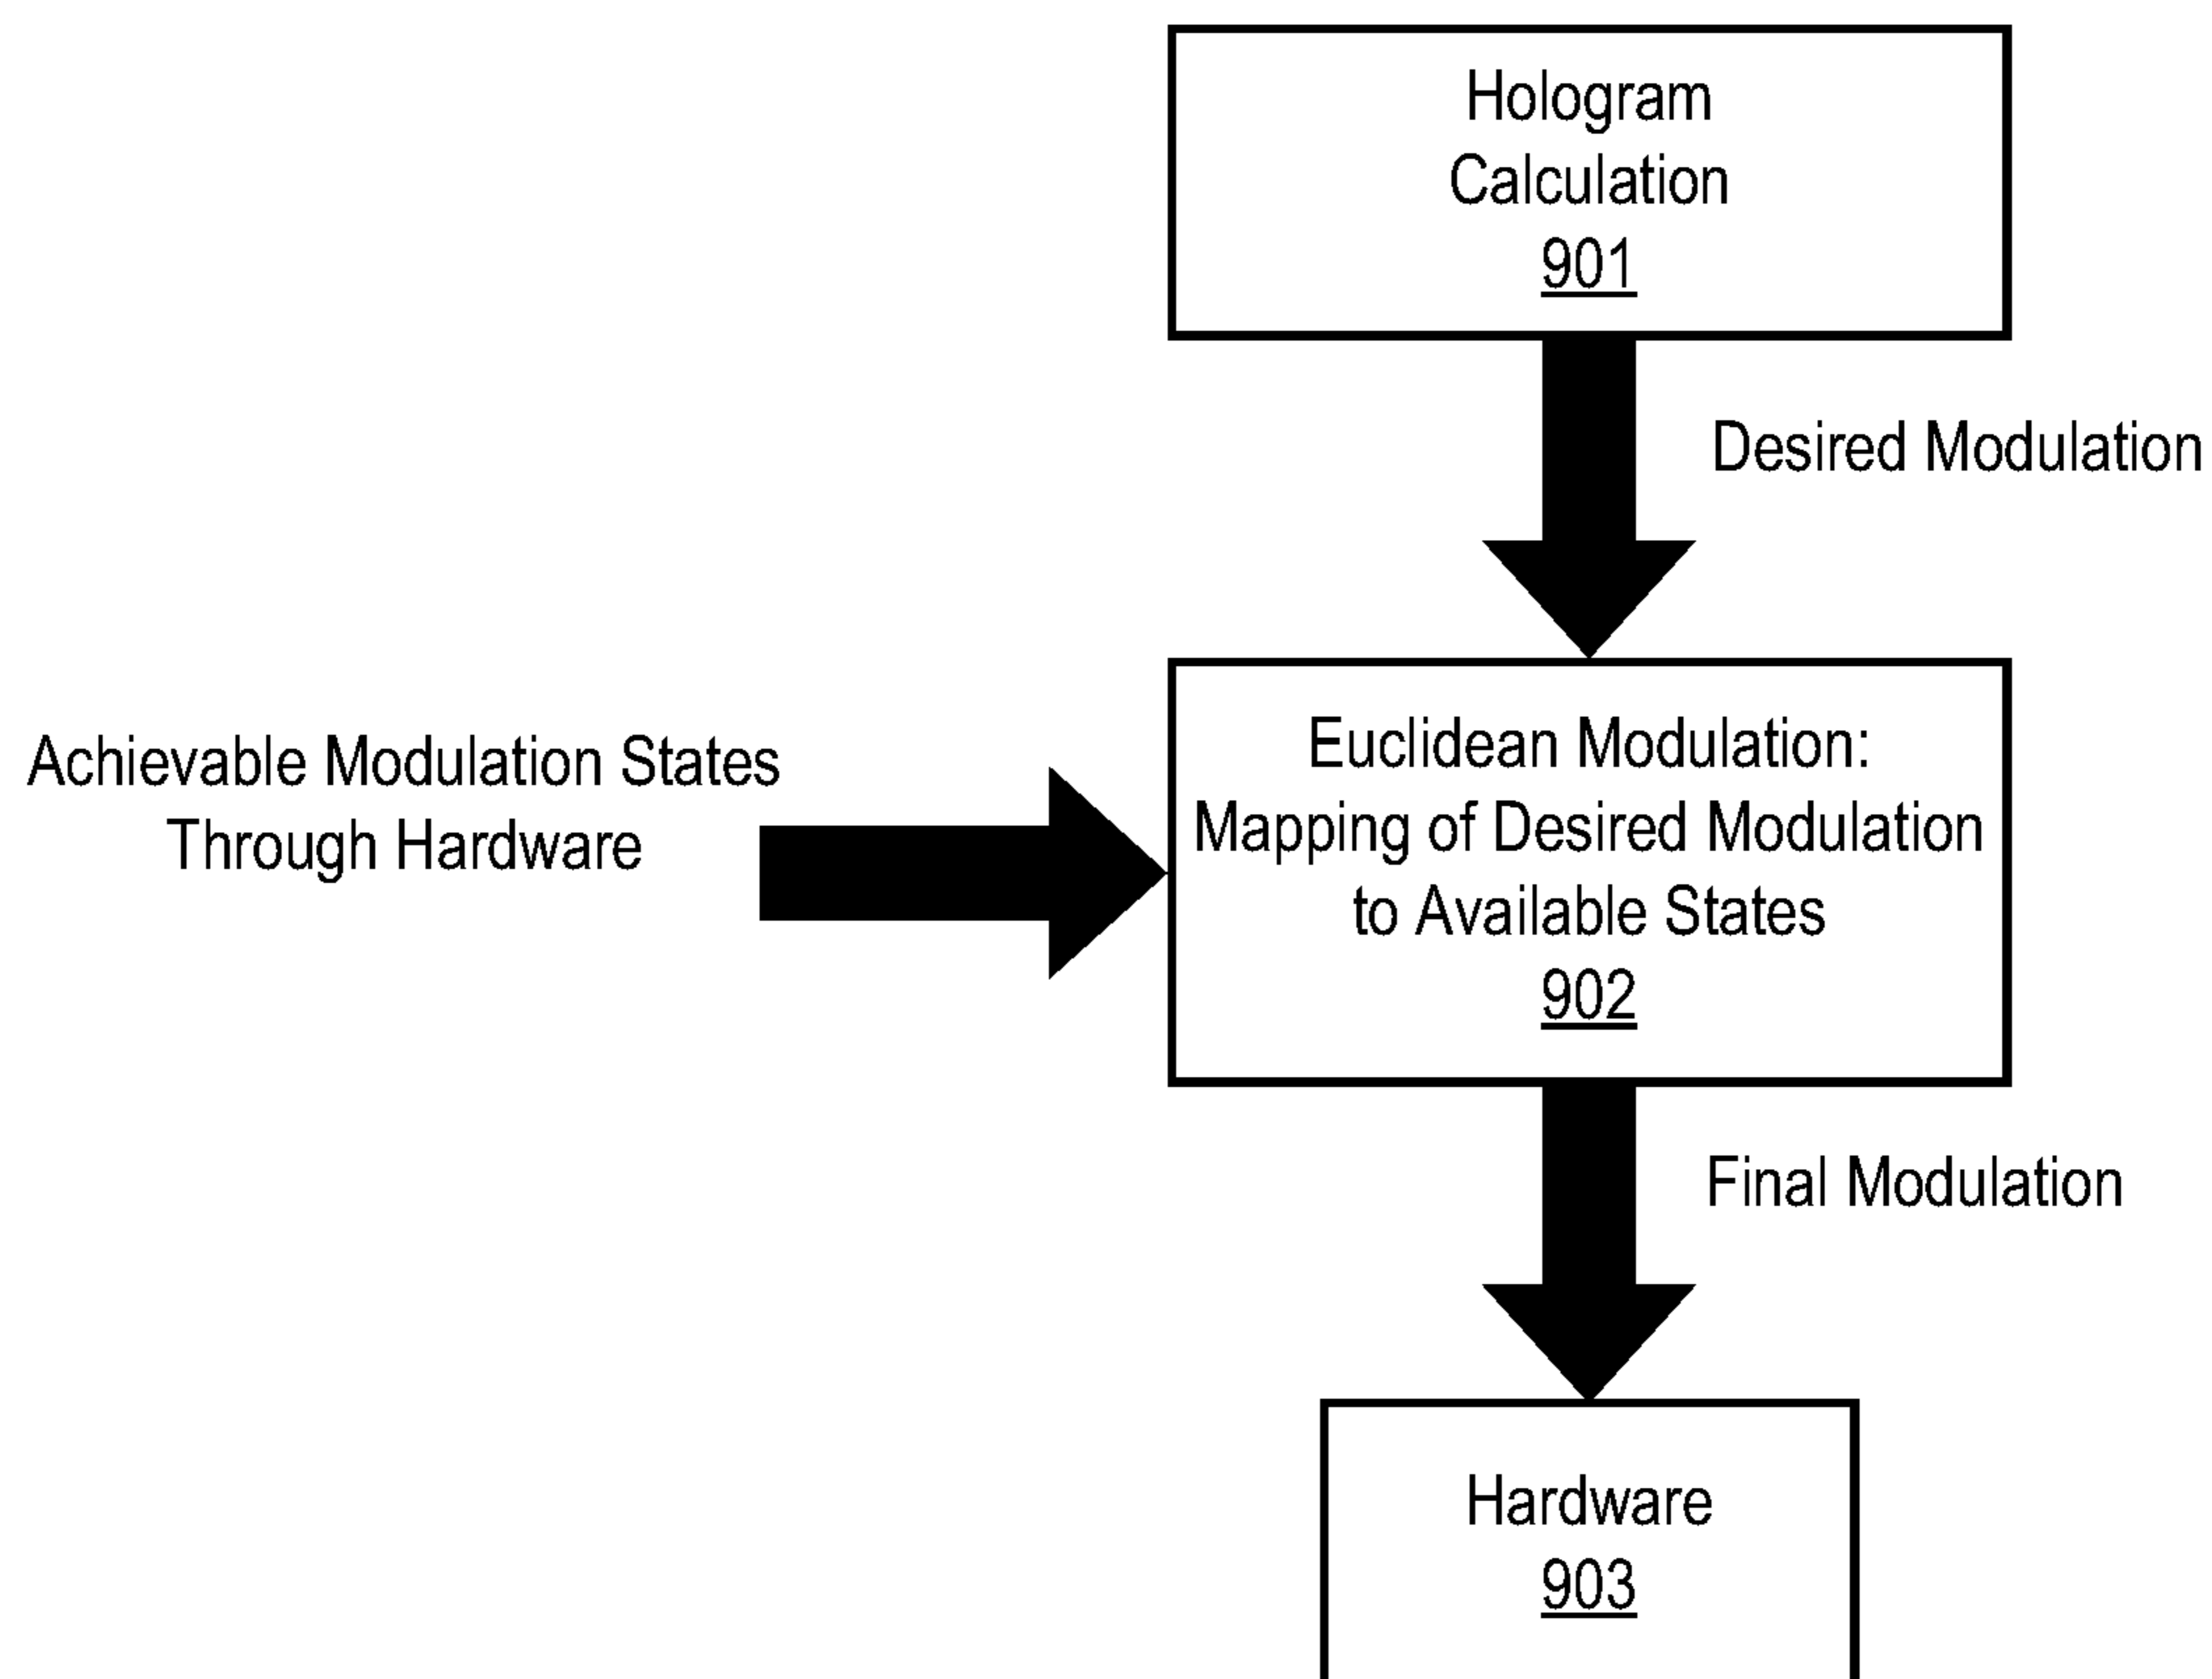 Hologram
Calculation
901
Desired Modulation
Achievable Modulation States
Through Hardware
Euclidean Modulation:
Mapping of Desired Modulation
to Available States
902
Final Modulation
Hardware
903